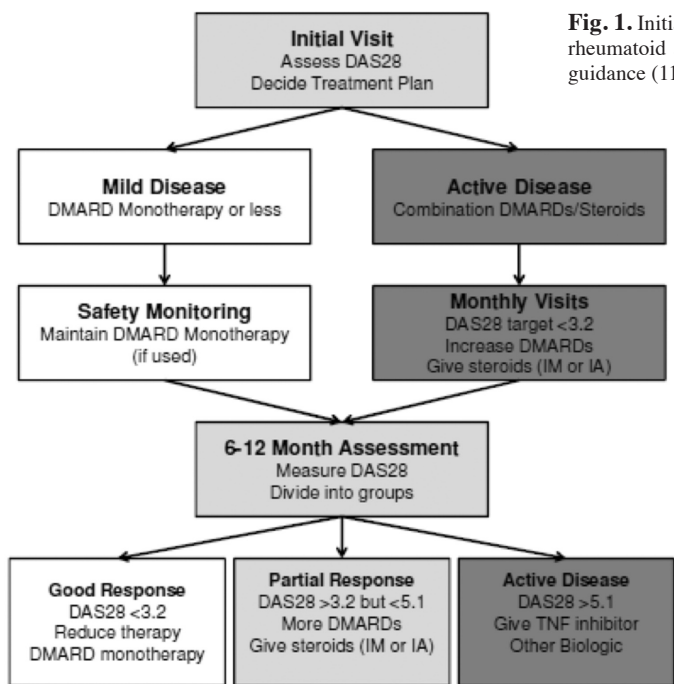 Fig. 1. Initia
rheumatoid
guidance (11
Initial Visit
Assess DAS28
Decide Treatment Plan
Mild Disease
DMARD Monotherapy or less
Active Disease
Combination DMARDs/Steroids
Safety Monitoring
Maintain DMARD Monotherapy
(if used)
Monthly Visits
DAS28 target <3.2
Increase DMARDs
Give steroids (IM or IA)
6-12 Month Assessment
Measure DAS28
Divide into groups
Good Response
DAS28 <3.2
Reduce therapy
DMARD monotherapy
Partial Response
DAS28 >3.2 but <5.1
More DMARDs
Give steroids (IM or IA)
Active Disease
DAS28 >5.1
Give TNF inhibitor
Other Biologic